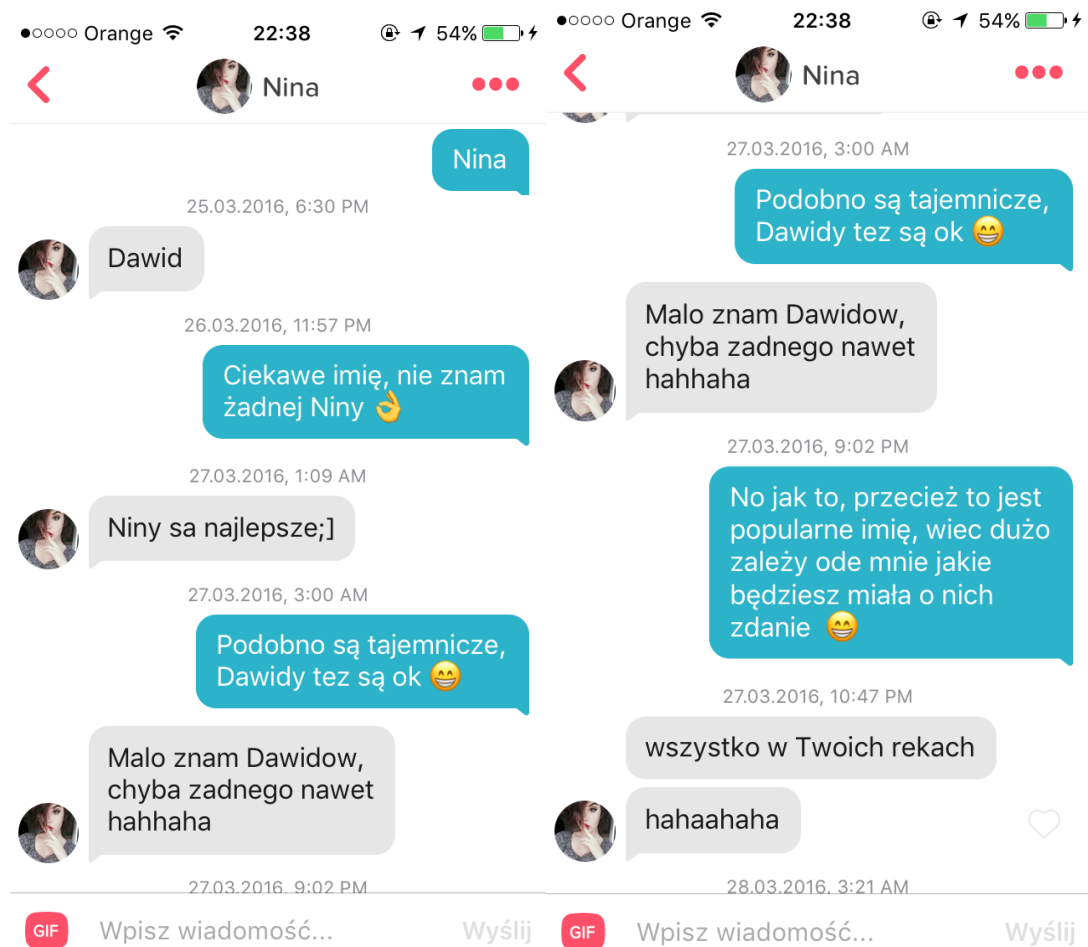 Orange 22:38 54%
Nina
Nina
25.03.2016, 6:30 PM
Dawid
26.03.2016, 11:57 PM
Ciekawe imię, nie znam
żadnej Niny 👌
27.03.2016, 1:09 AM
Niny sa najlepsze;]
27.03.2016, 3:00 AM
Podobno są tajemnicze,
Dawidy tez są ok 😁
Malo znam Dawidow,
chyba zadnego nawet
hahhaha
27.03.2016, 9:02 PM
GIF Wpisz wiadomość... Wyślij
Orange 22:38 54%
Nina
27.03.2016, 3:00 AM
Podobno są tajemnicze,
Dawidy tez są ok 😁
Malo znam Dawidow,
chyba zadnego nawet
hahhaha
27.03.2016, 9:02 PM
No jak to, przecież to jest
popularne imię, wiec dużo
zależy ode mnie jakie
będziesz miała o nich
zdanie 😁
27.03.2016, 10:47 PM
wszystko w Twoich rekach
hahaahaha
28.03.2016, 3:21 AM
GIF Wpisz wiadomość... Wyślij